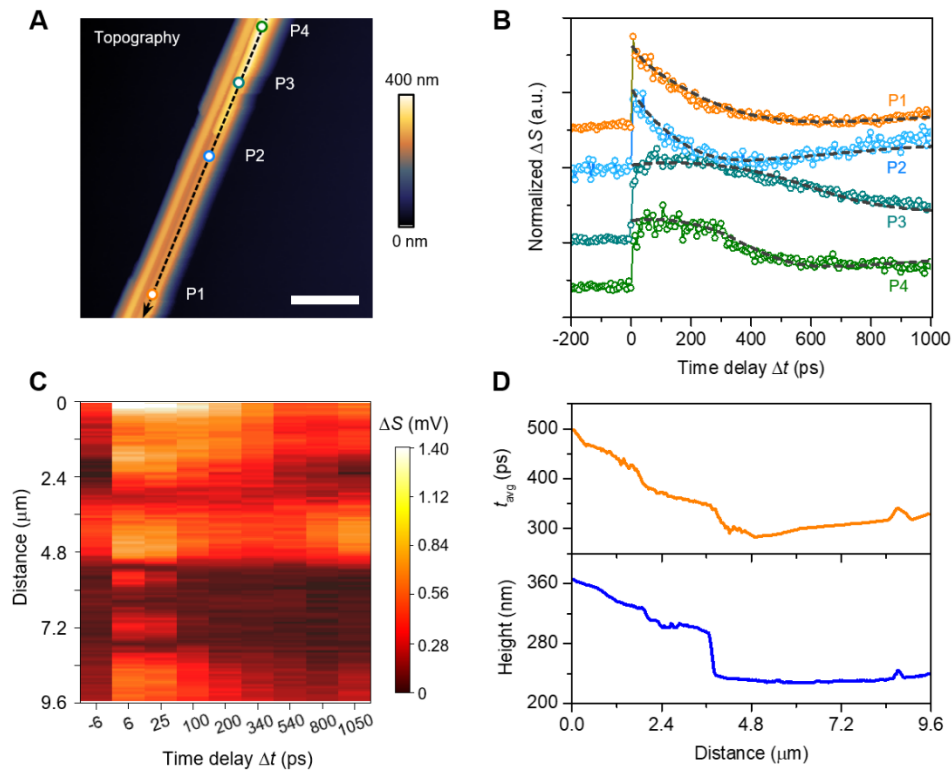 A
Topography
P4
P3
P2
P1
400 nm
0 nm
B
Normalized ΔS (a.u.)
P1
P2
P3
P4
-200 0 200 400 600 800 1000
Time delay Δt (ps)
C
0
2.4
4.8
7.2
9.6
Distance (μm)
-6 6 25 100 200 340 540 800 1050
Time delay Δt (ps)
ΔS (mV)
1.40
1.12
0.84
0.56
0.28
0
D
500
400
300
tavg (ps)
360
280
200
Height (nm)
0.0 2.4 4.8 7.2 9.6
Distance (μm)